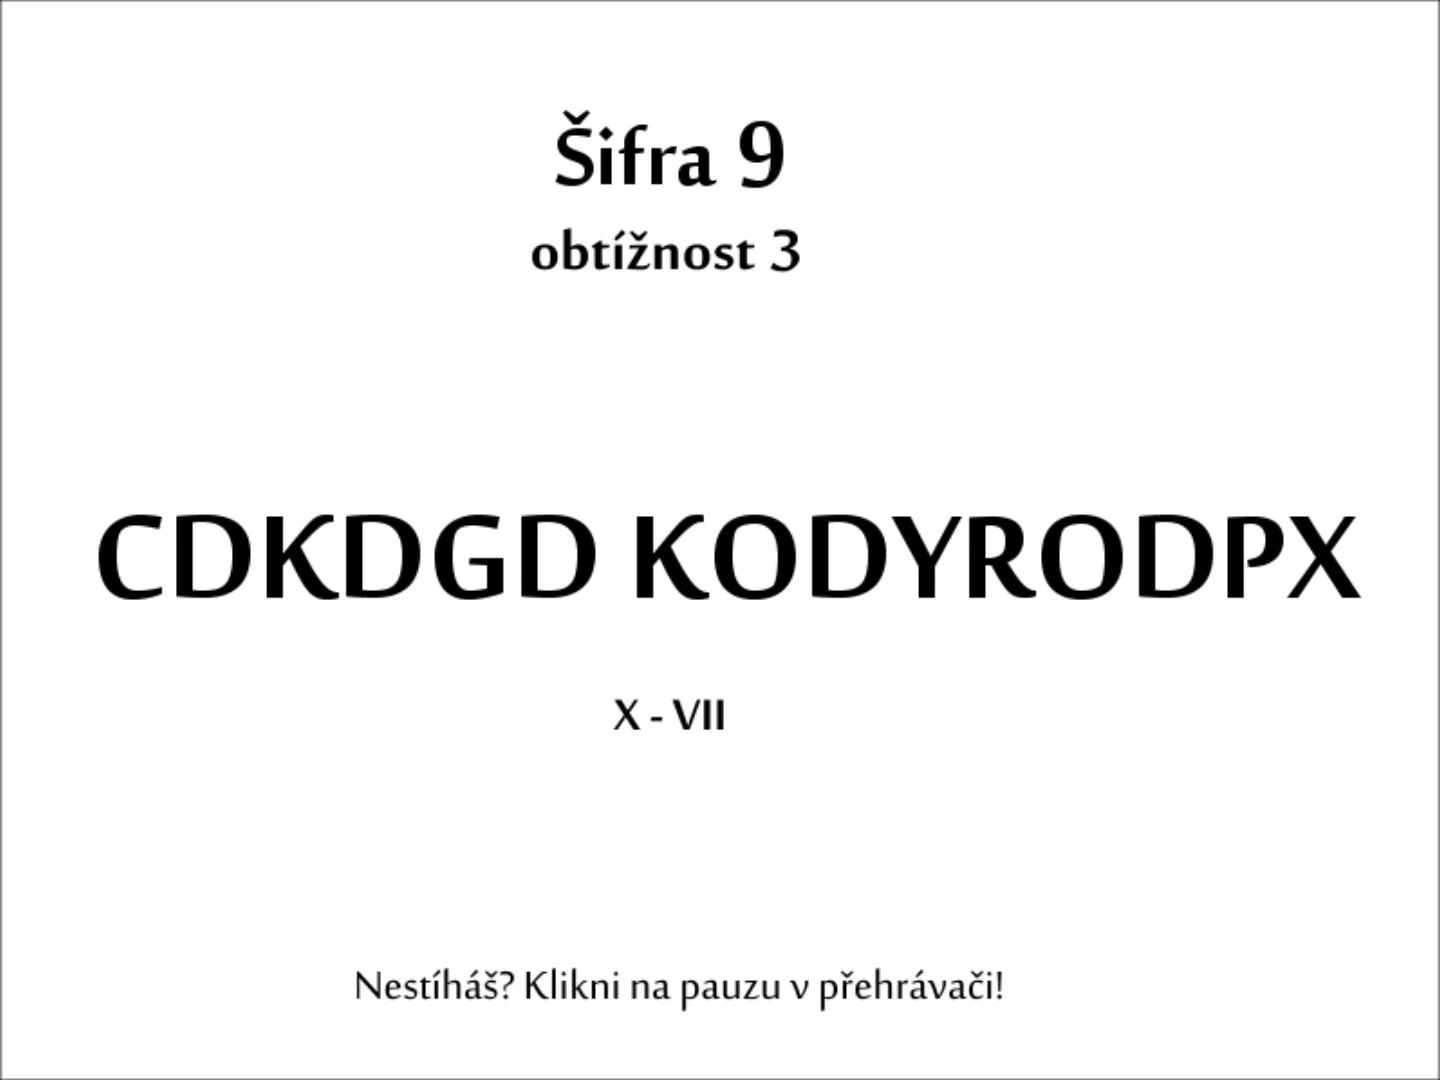 Šifra 9
obtížnost 3
CDKDGD KODYRODPX
X - VII
Nestíháš? Klikni na pauzu v přehrávači!